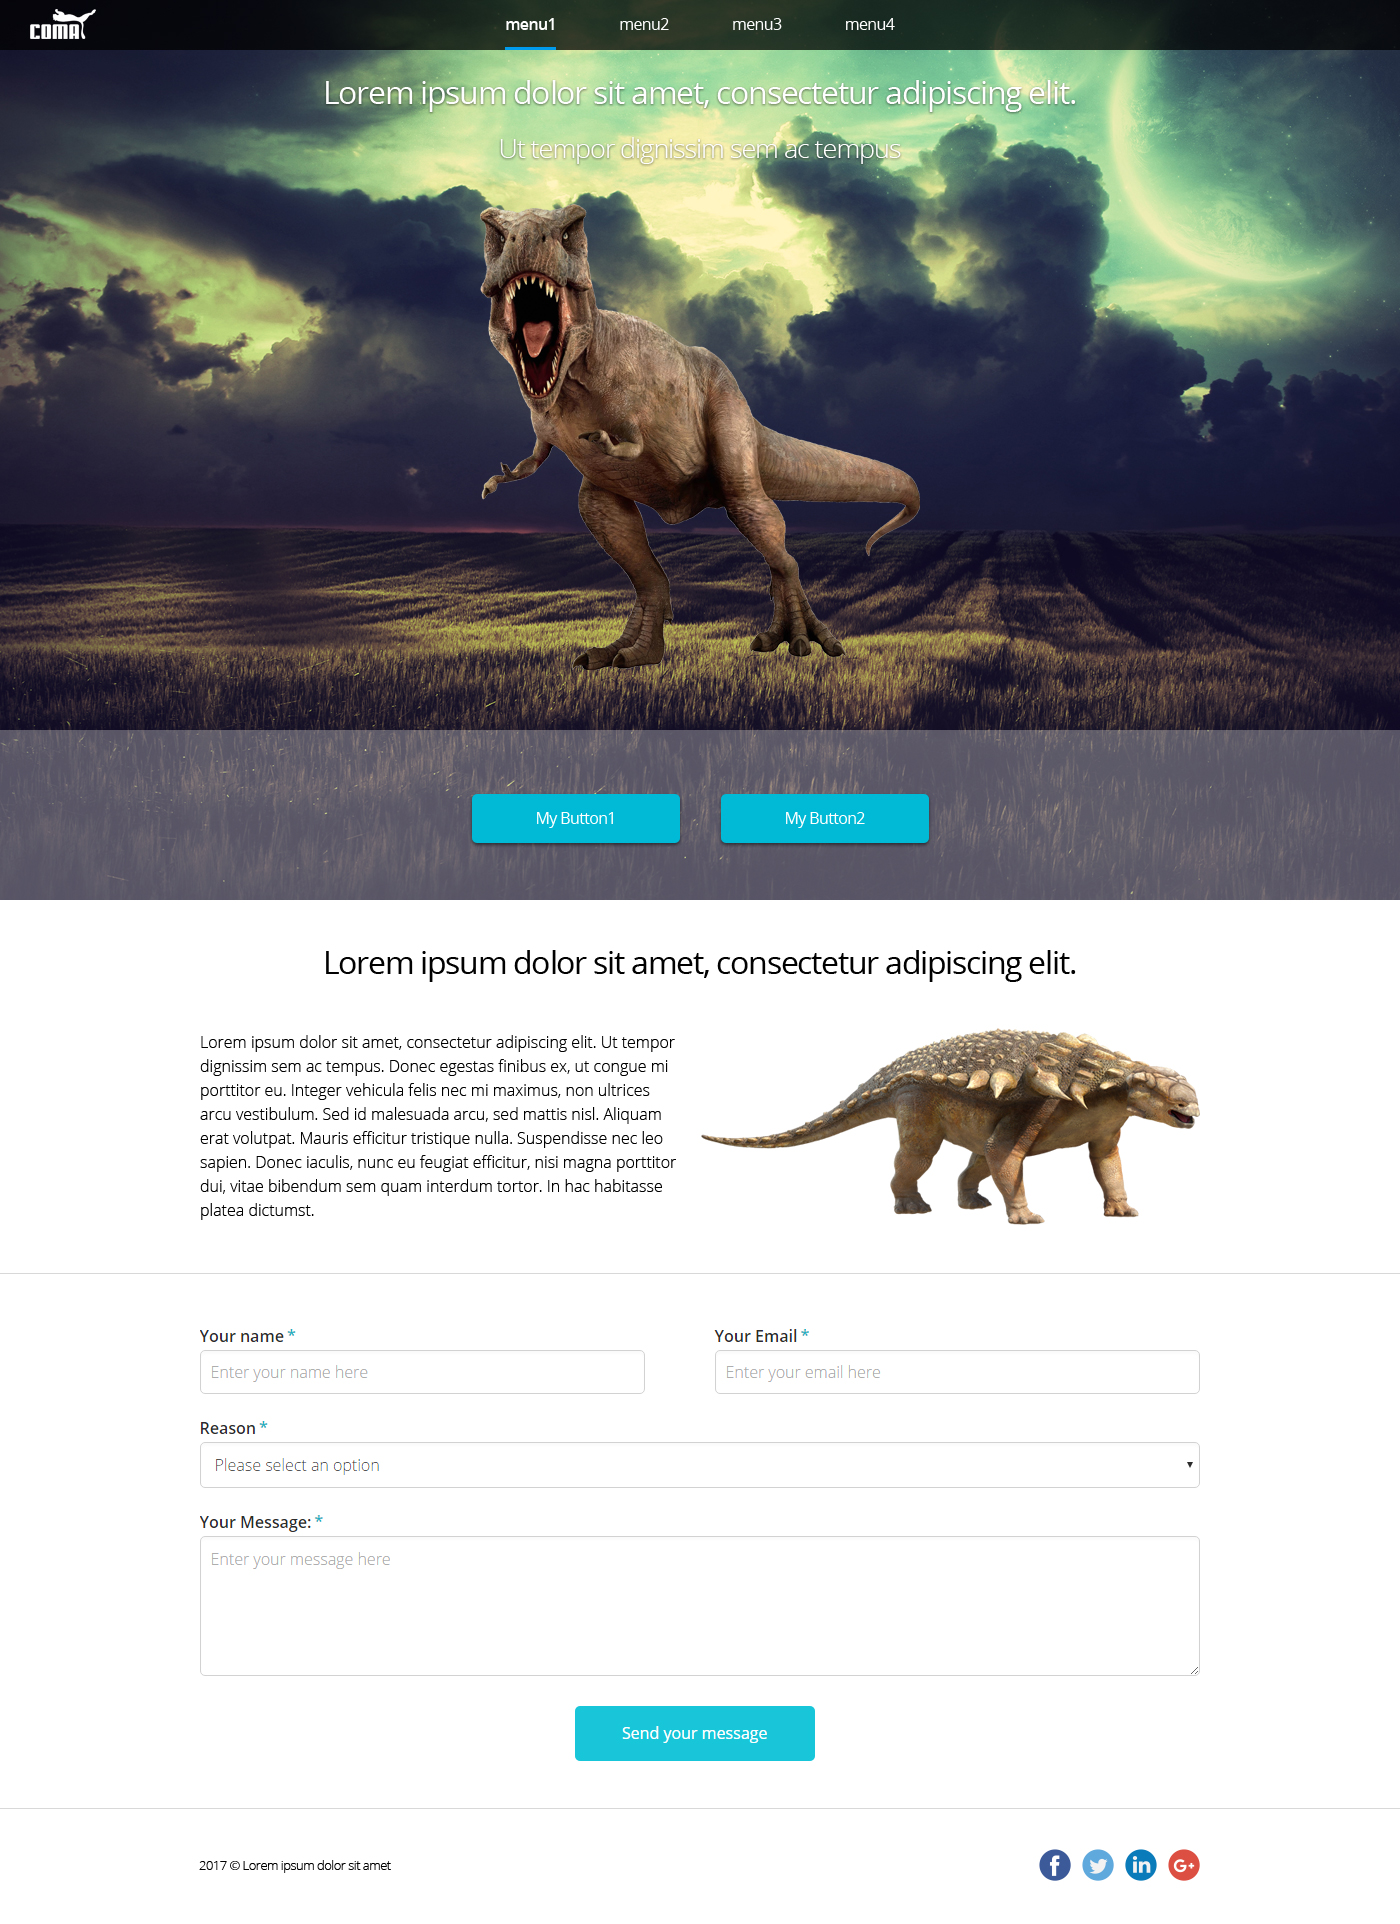 COMA
menu1 menu2 menu3 menu4
Lorem ipsum dolor sit amet, consectetur adipiscing elit.
Ut tempor dignissim sem ac tempus
My Button1 My Button2
Lorem ipsum dolor sit amet, consectetur adipiscing elit.
Lorem ipsum dolor sit amet, consectetur adipiscing elit. Ut tempor
dignissim sem ac tempus. Donec egestas finibus ex, ut congue mi
porttitor eu. Integer vehicula felis nec mi maximus, non ultrices
arcu vestibulum. Sed id malesuada arcu, sed mattis nisl. Aliquam
erat volutpat. Mauris efficitur tristique nulla. Suspendisse nec leo
sapien. Donec iaculis, nunc eu feugiat efficitur, nisi magna porttitor
dui, vitae bibendum sem quam interdum tortor. In hac habitasse
platea dictumst.
Your name * Your Email *
Enter your name here Enter your email here
Reason *
Please select an option
Your Message: *
Enter your message here
Send your message
2017 © Lorem ipsum dolor sit amet f in G+